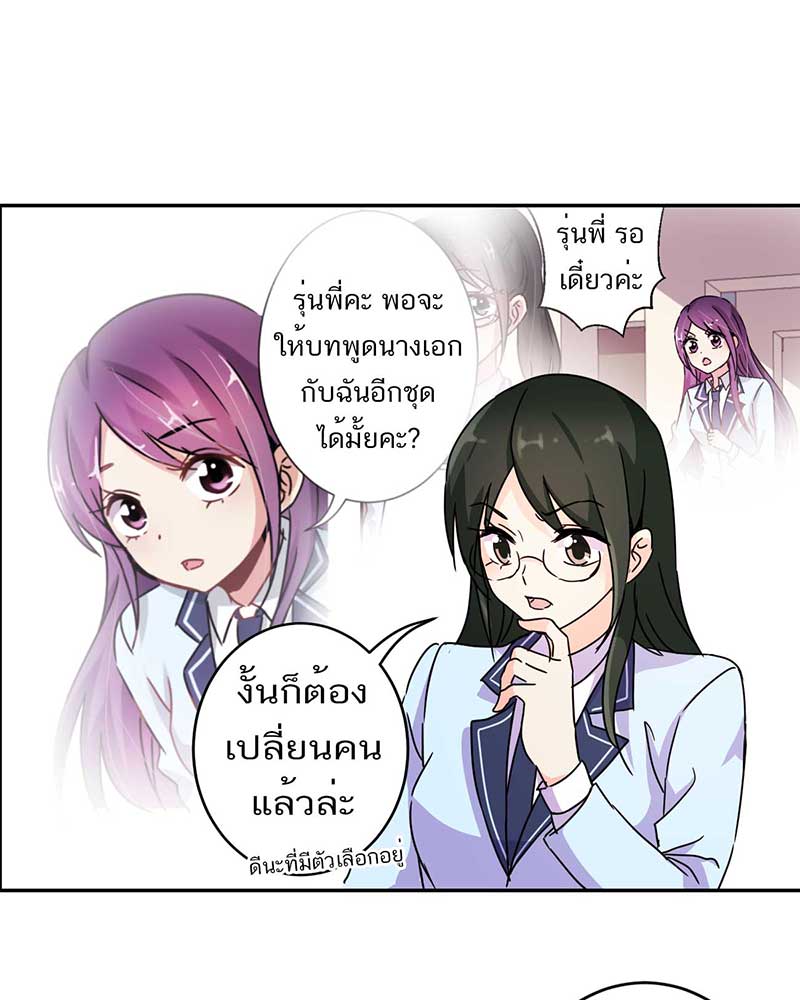 รุ่นพี่ รอ
เดี๋ยวค่ะ
รุ่นพี่คะ พอจะ
ให้บทพูดนางเอก
กับฉันอีกชุด
ได้มั้ยคะ?
งั้นก็ต้อง
เปลี่ยนคน
แล้วล่ะ
ดีนะที่มีตัวเลือกอยู่